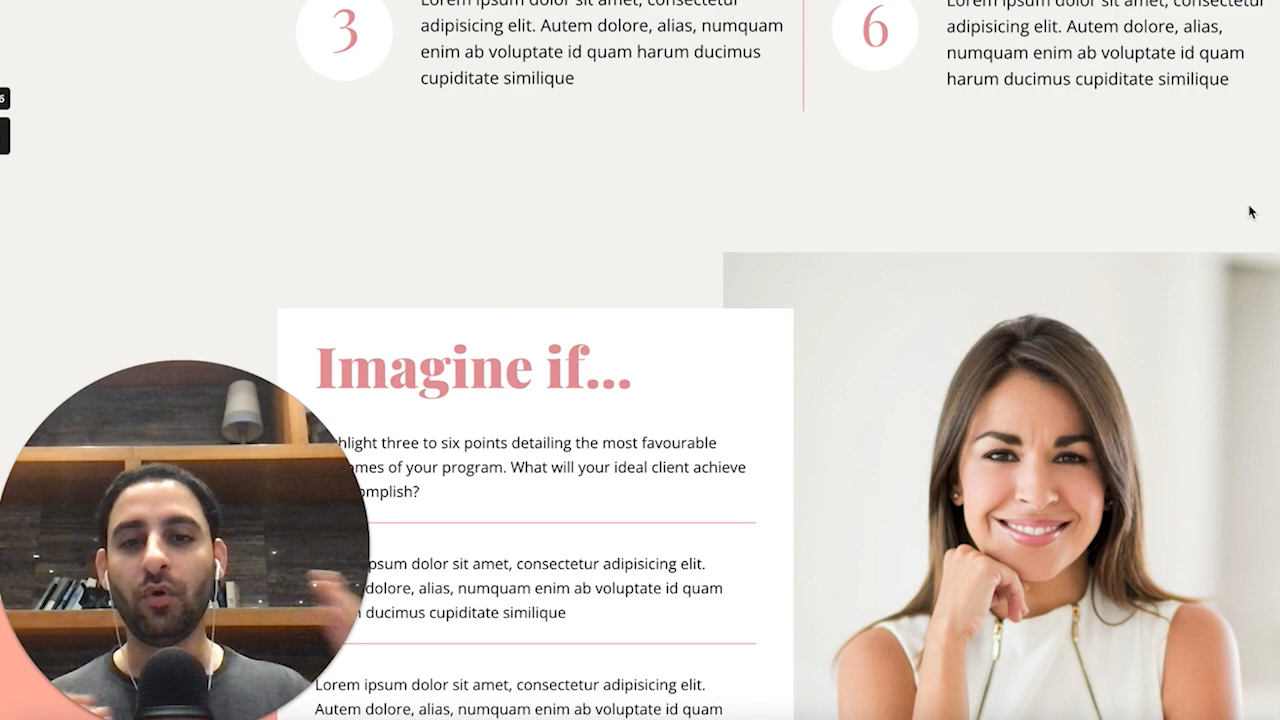 3
Lorem ipsum dolor sit amet, consectetur
adipisicing elit. Autem dolore, alias, numquam
enim ab voluptate id quam harum ducimus
cupiditate similique
6
Lorem ipsum dolor sit amet, consectetur
adipisicing elit. Autem dolore, alias,
numquam enim ab voluptate id quam
harum ducimus cupiditate similique
Imagine if...
hlight three to six points detailing the most favourable
omes of your program. What will your ideal client achieve
omplish?
psum dolor sit amet, consectetur adipisicing elit.
dolore, alias, numquam enim ab voluptate id quam
ducimus cupiditate similique
Lorem ipsum dolor sit amet, consectetur adipisicing elit.
Autem dolore, alias, numquam enim ab voluptate id quam